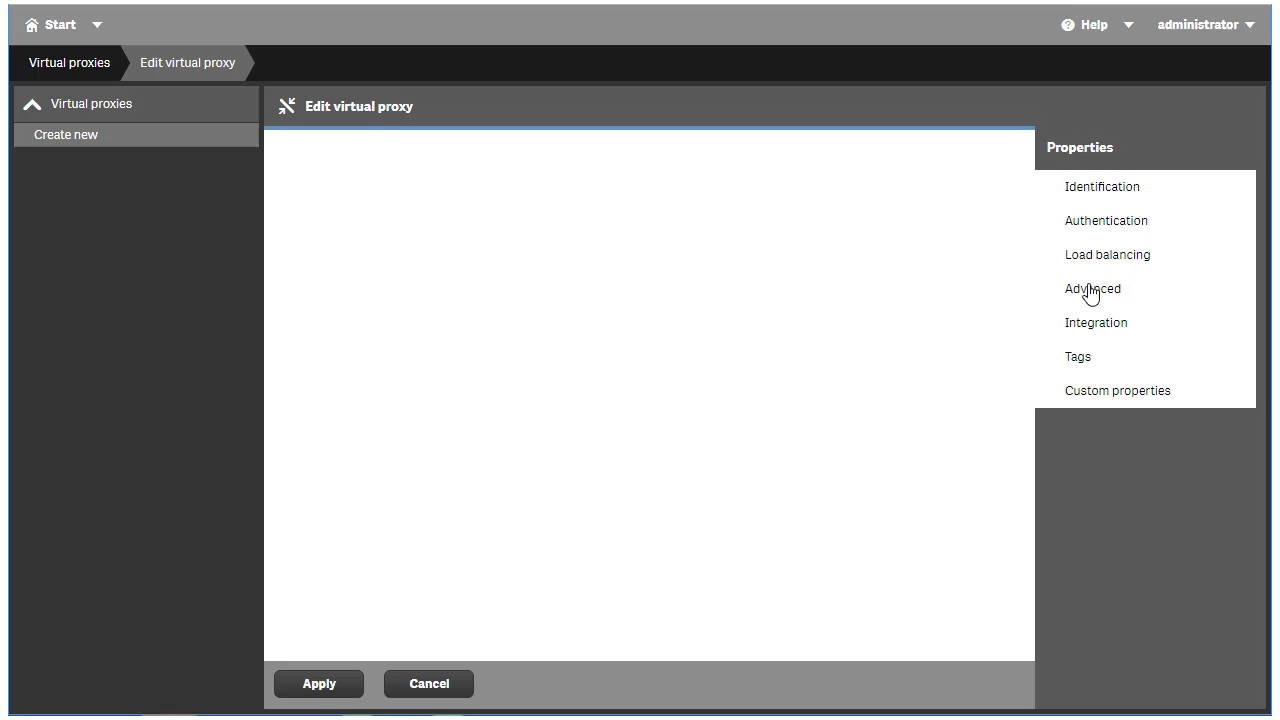 Start
Help
administrator
Virtual proxies
Edit virtual proxy
Virtual proxies
Create new
Edit virtual proxy
Properties
Identification
Authentication
Load balancing
Advanced
Integration
Tags
Custom properties
Apply
Cancel